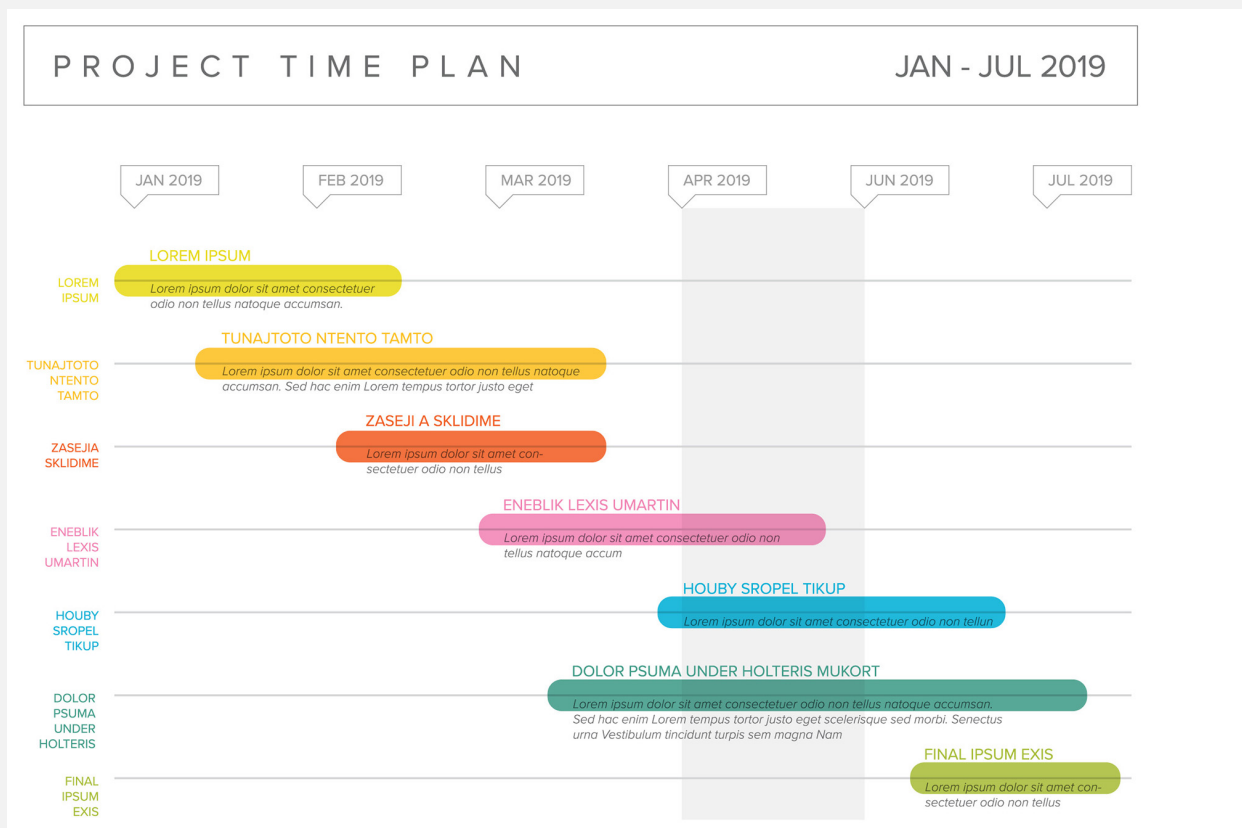 PROJECT TIME PLAN
JAN - JUL 2019
JAN 2019
FEB 2019
MAR 2019
APR 2019
JUN 2019
JUL 2019
LOREM IPSUM
LOREM
IPSUM
Lorem ipsum dolor sit amet consectetuer
odio non tellus natoque accumsan.
TUNAJTOTO NTENTO TAMTO
TUNAJTOTO
NTENTO
TAMTO
Lorem ipsum dolor sit amet consectetuer odio non tellus natoque
accumsan. Sed hac enim Lorem tempus tortor justo eget
ZASEJI A SKLIDIME
ZASEJIA
SKLIDIME
Lorem ipsum dolor sit amet con-
sectetuer odio non tellus
ENEBLIK LEXIS UMARTIN
ENEBLIK
LEXIS
UMARTIN
Lorem ipsum dolor sit amet consectetuer odio non
tellus natoque accum
HOUBY SROPEL TIKUP
HOUBY
SROPEL
TIKUP
Lorem ipsum dolor sit amet consectetuer odio non tellun
DOLOR PSUMA UNDER HOLTERIS MUKORT
DOLOR
PSUMA
UNDER
HOLTERIS
Lorem ipsum dolor sit amet consectetuer odio non tellus natoque accumsan.
Sed hac enim Lorem tempus tortor justo eget scelerisque sed morbi. Senectus
urna Vestibulum tincidunt turpis sem magna Nam
FINAL IPSUM EXIS
FINAL
IPSUM
EXIS
Lorem ipsum dolor sit amet con-
sectetuer odio non tellus